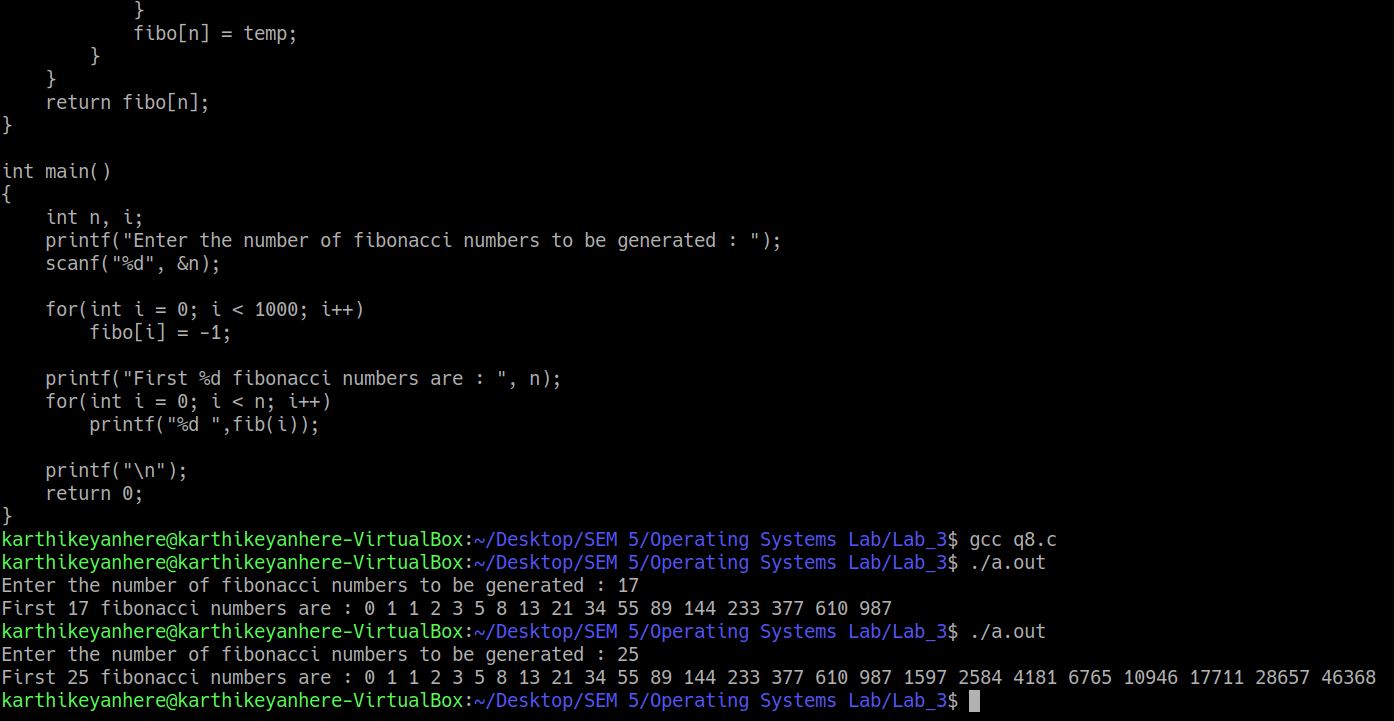 }
            fibo[n] = temp;
        }
    }
    return fibo[n];
}

int main()
{
    int n, i;
    printf("Enter the number of fibonacci numbers to be generated : ");
    scanf("%d", &n);

    for(int i = 0; i < 1000; i++)
        fibo[i] = -1;

    printf("First %d fibonacci numbers are : ", n);
    for(int i = 0; i < n; i++)
        printf("%d ",fib(i));

    printf("\n");
    return 0;
}
karthikeyanhere@karthikeyanhere-VirtualBox:~/Desktop/SEM 5/Operating Systems Lab/Lab_3$ gcc q8.c
karthikeyanhere@karthikeyanhere-VirtualBox:~/Desktop/SEM 5/Operating Systems Lab/Lab_3$ ./a.out
Enter the number of fibonacci numbers to be generated : 17
First 17 fibonacci numbers are : 0 1 1 2 3 5 8 13 21 34 55 89 144 233 377 610 987
karthikeyanhere@karthikeyanhere-VirtualBox:~/Desktop/SEM 5/Operating Systems Lab/Lab_3$ ./a.out
Enter the number of fibonacci numbers to be generated : 25
First 25 fibonacci numbers are : 0 1 1 2 3 5 8 13 21 34 55 89 144 233 377 610 987 1597 2584 4181 6765 10946 17711 28657 46368
karthikeyanhere@karthikeyanhere-VirtualBox:~/Desktop/SEM 5/Operating Systems Lab/Lab_3$